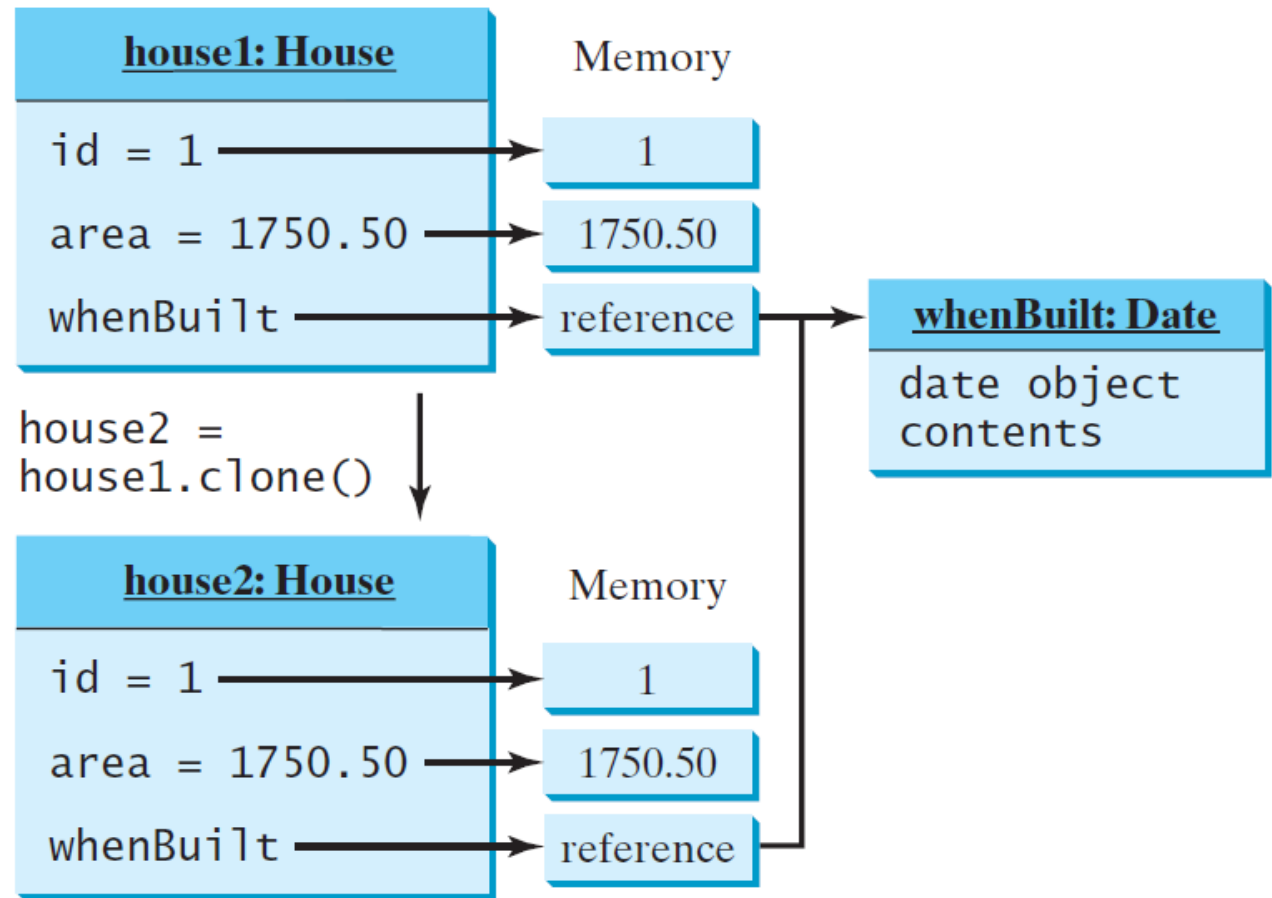 house1: House
Memory
id = 1
1
area = 1750.50
1750.50
whenBuilt
reference
whenBuilt: Date
date object
contents
house2 =
house1.clone()
house2: House
Memory
id = 1
1
area = 1750.50
1750.50
whenBuilt
reference